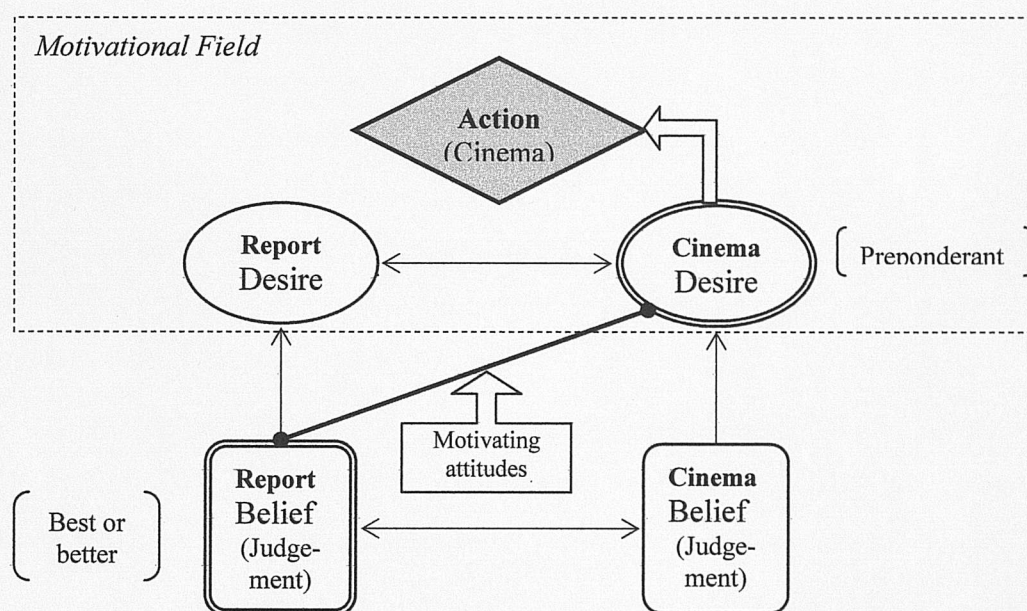 Motivational Field
Action
(Cinema)
Report
Desire
Cinema
Desire
Preponderant
Motivating
attitudes
Best or
better
Report
Belief
(Judge-
ment)
Cinema
Belief
(Judge-
ment)